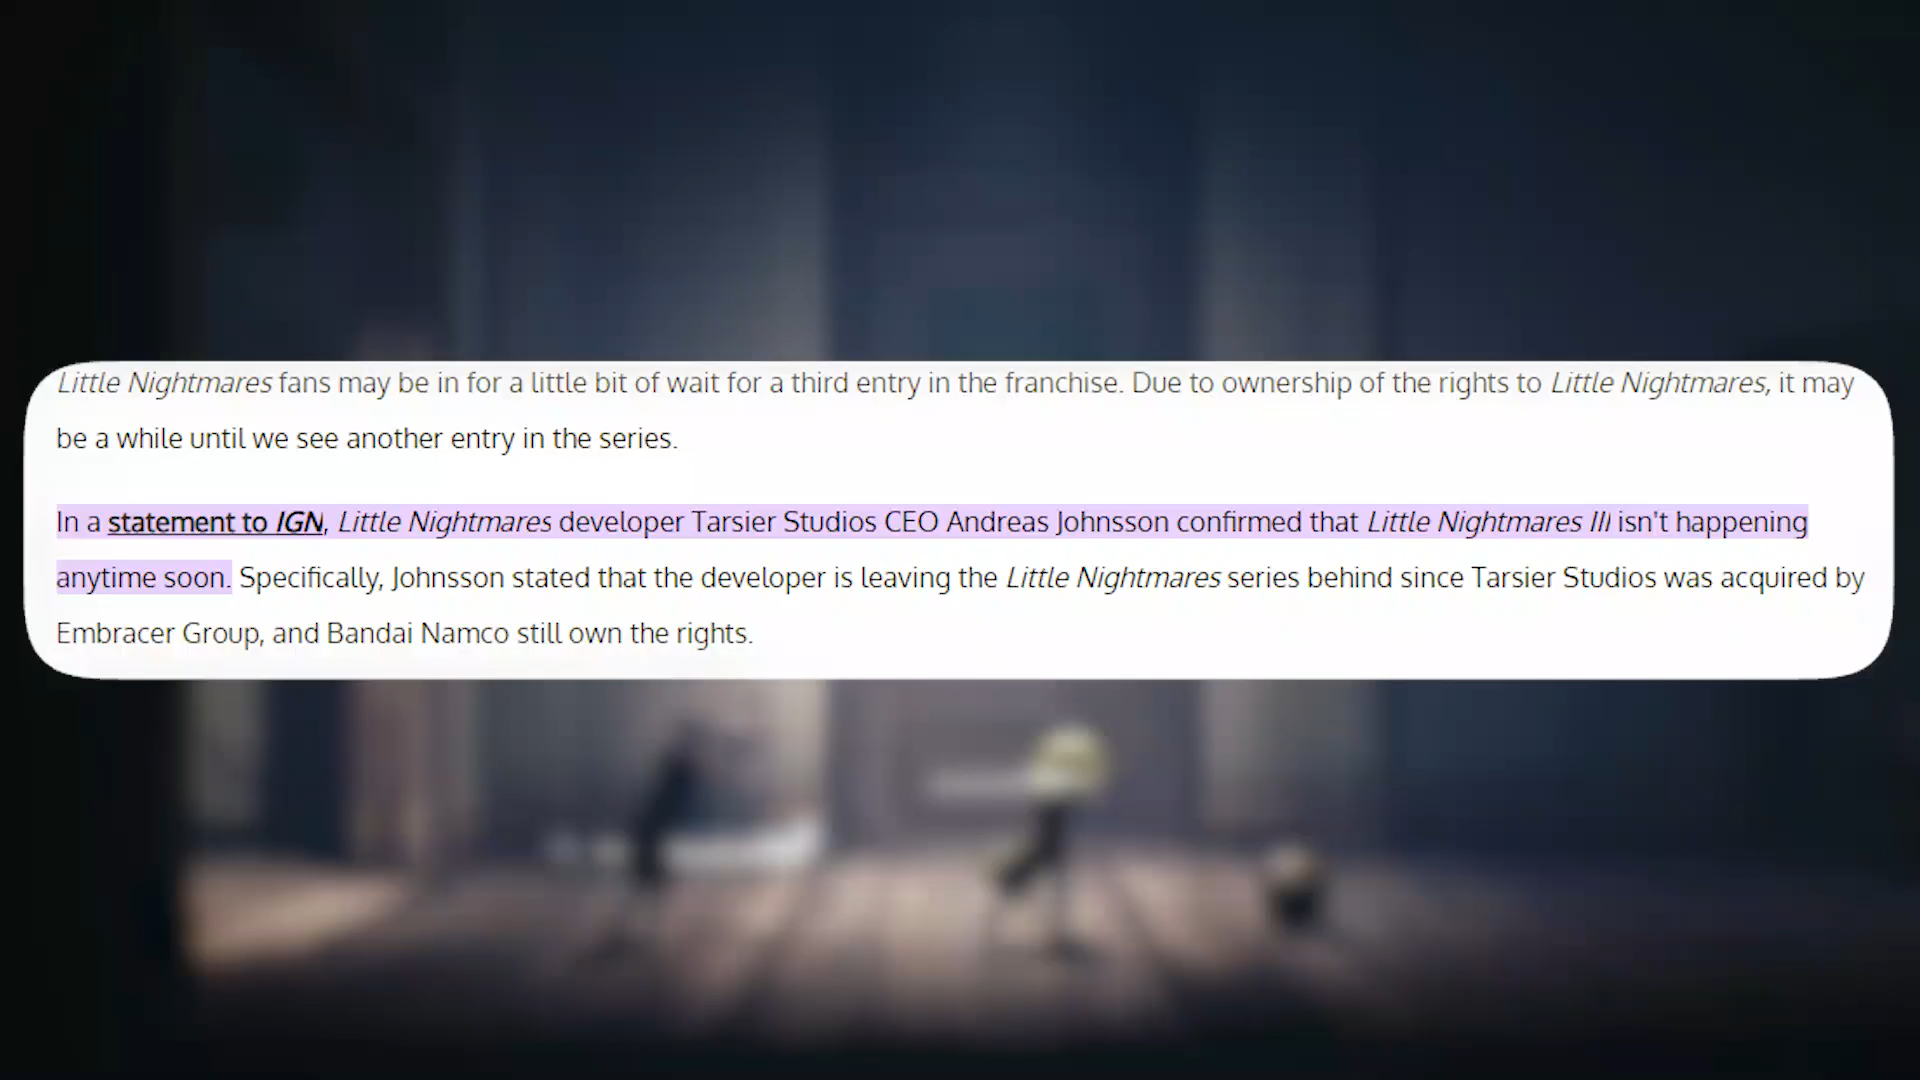 Little Nightmares fans may be in for a little bit of wait for a third entry in the franchise. Due to ownership of the rights to Little Nightmares, it may
be a while until we see another entry in the series.
In a statement to IGN, Little Nightmares developer Tarsier Studios CEO Andreas Johnsson confirmed that Little Nightmares III isn't happening
anytime soon. Specifically, Johnsson stated that the developer is leaving the Little Nightmares series behind since Tarsier Studios was acquired by
Embracer Group, and Bandai Namco still own the rights.